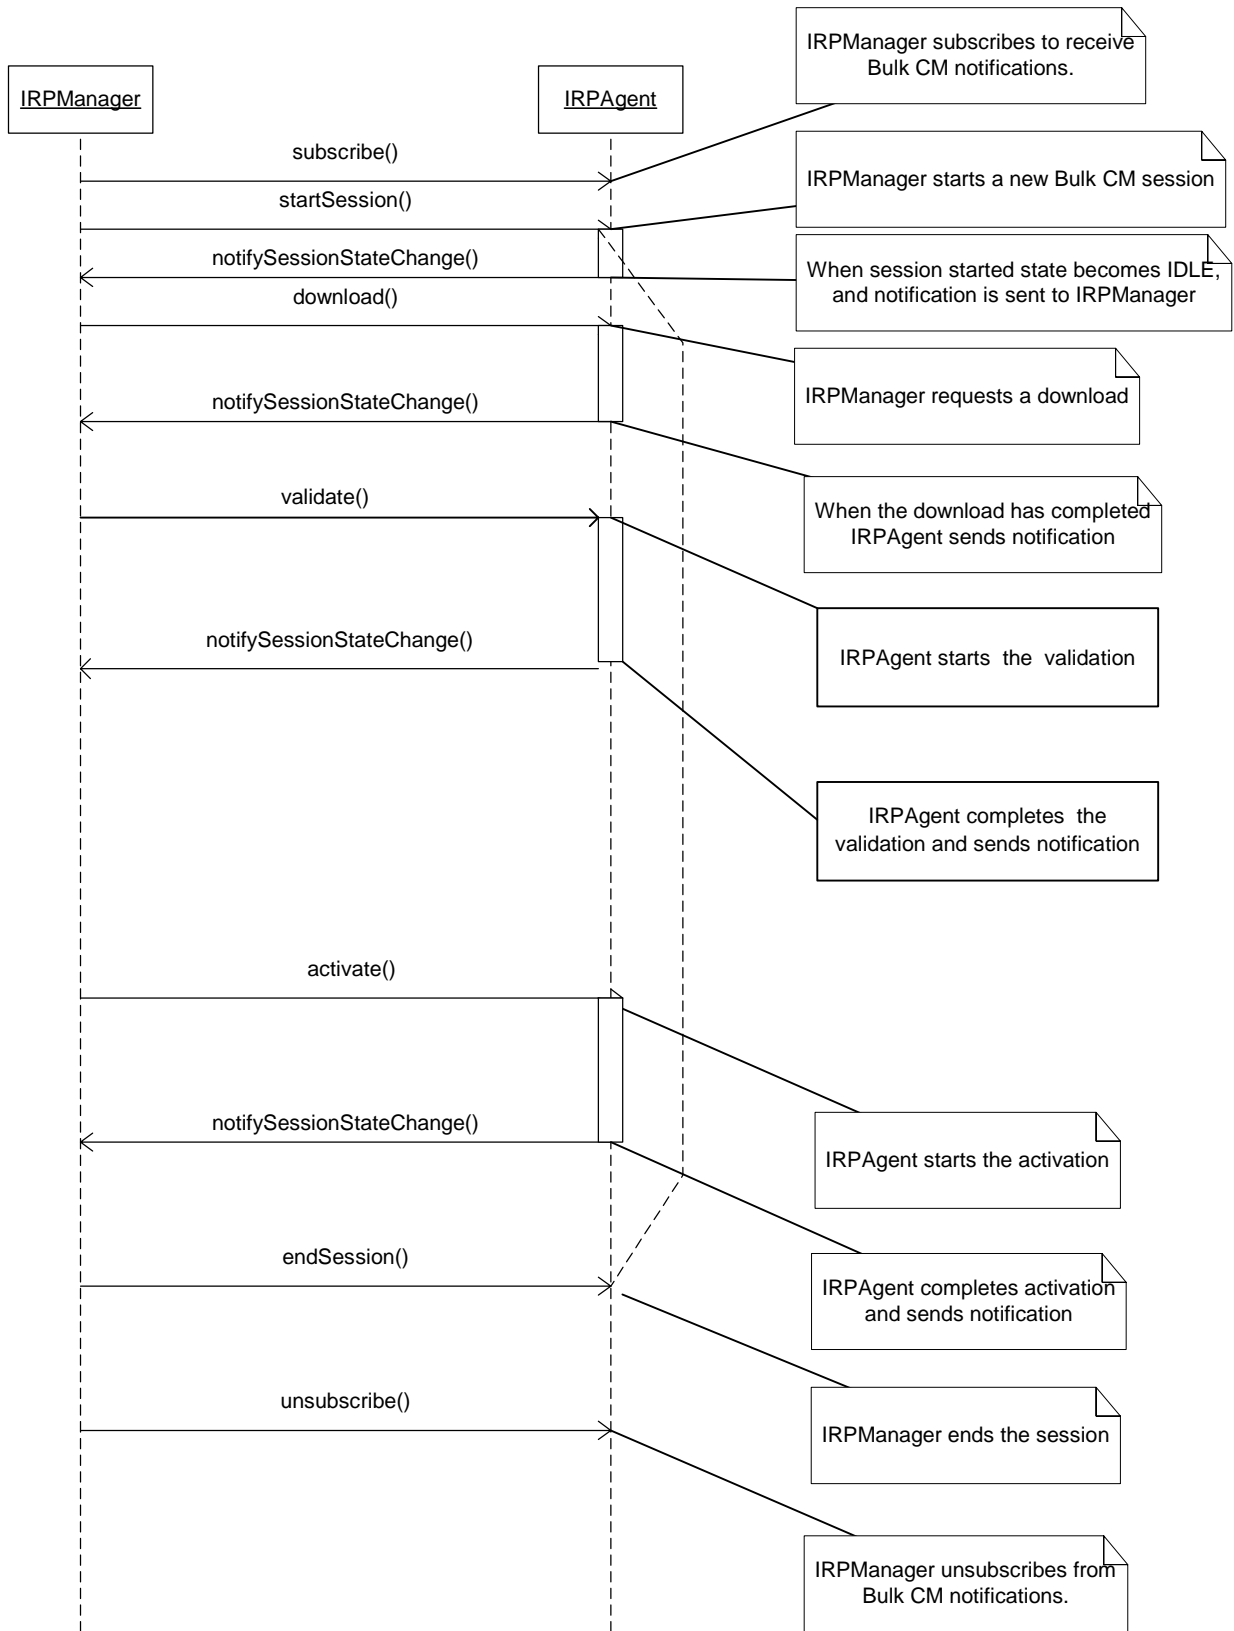 IRPManager subscribes to receive
Bulk CM notifications.
IRPManager
IRPAgent
subscribe()
IRPManager starts a new Bulk CM session
startSession()
notifySessionStateChange()
When session started state becomes IDLE,
and notification is sent to IRPManager
download()
IRPManager requests a download
notifySessionStateChange()
validate()
When the download has completed
IRPAgent sends notification
notifySessionStateChange()
IRPAgent starts the validation
IRPAgent completes the
validation and sends notification
activate()
notifySessionStateChange()
IRPAgent starts the activation
endSession()
IRPAgent completes activation
and sends notification
unsubscribe()
IRPManager ends the session
IRPManager unsubscribes from
Bulk CM notifications.